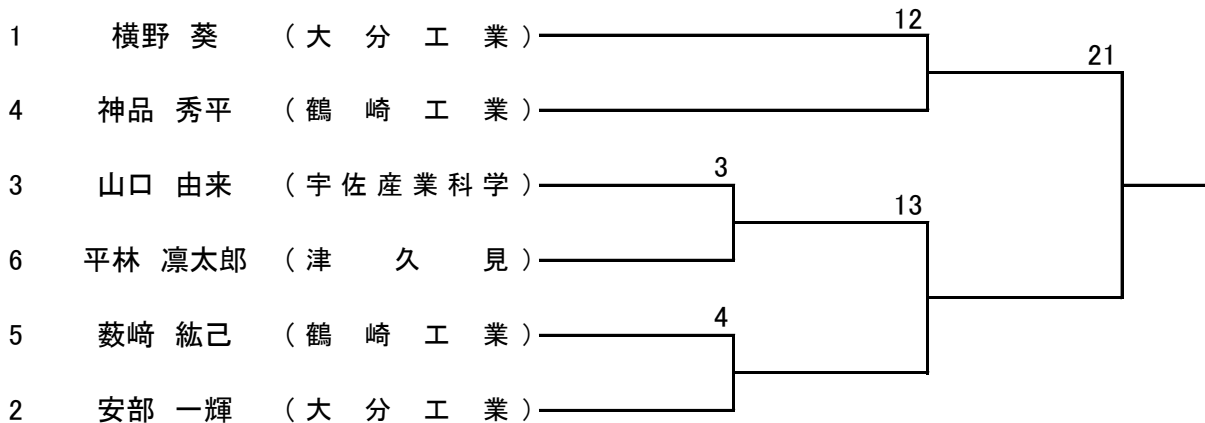 12
1 横野 葵 (大分工業)
21
4 神品 秀平 (鶴崎工業)
3 山口 由来 (宇佐産業科学) 3
13
6 平林 凛太郎 (津久見)
5 薮﨑 紘己 (鶴崎工業) 4
2 安部 一輝 (大分工業)